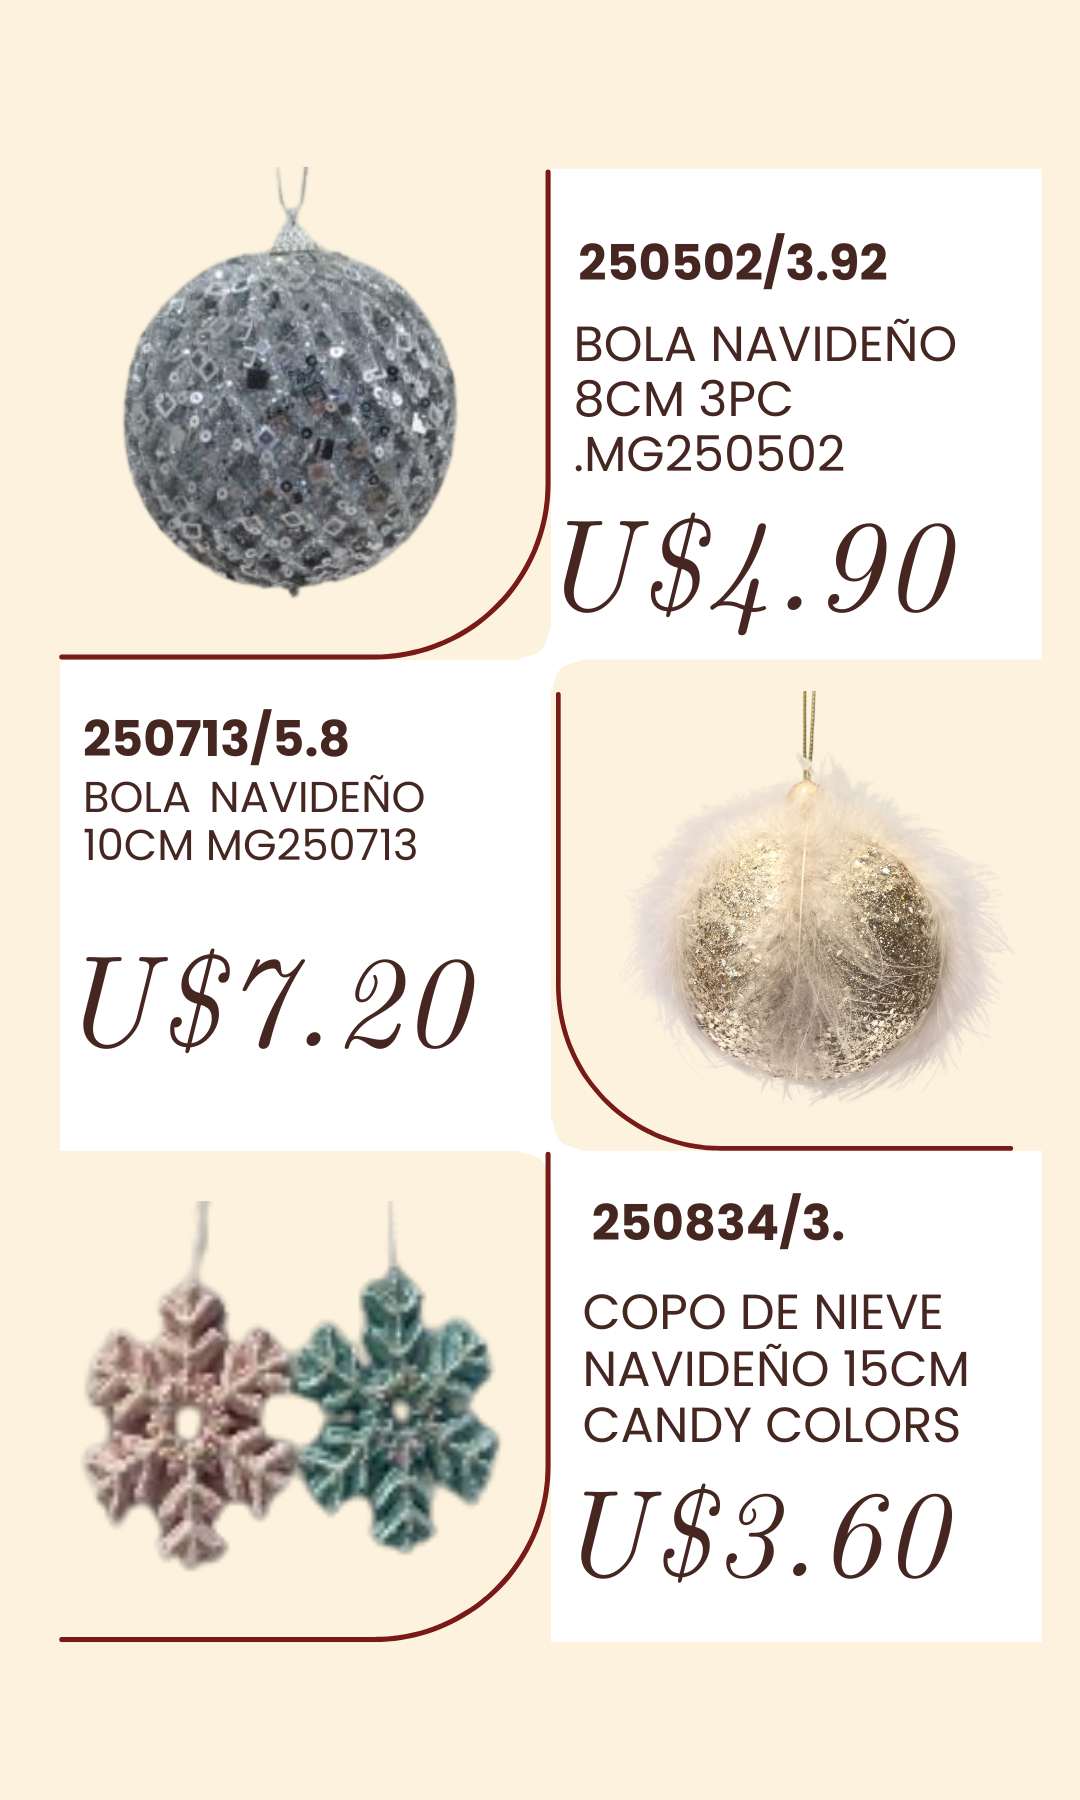 250502/3.92
BOLA NAVIDEÑO
8CM 3PC
.MG250502
U$4.90
250713/5.8
BOLA NAVIDEÑO
10CM MG250713
U$7.20
250834/3.
COPO DE NIEVE
NAVIDEÑO 15CM
CANDY COLORS
U$3.60